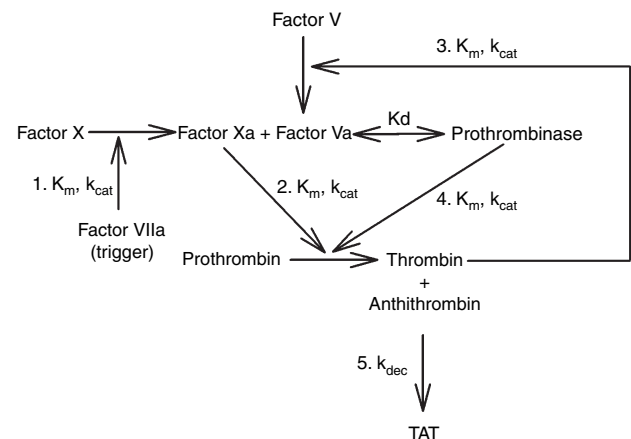 Factor V
3. Km, kcat
Factor X
Factor Xa + Factor Va
Kd
Prothrombinase
1. Km, kcat
2. Km, kcat
4. Km, kcat
Factor VIIa
(trigger)
Prothrombin
Thrombin
+
Anthithrombin
5. kdec
TAT